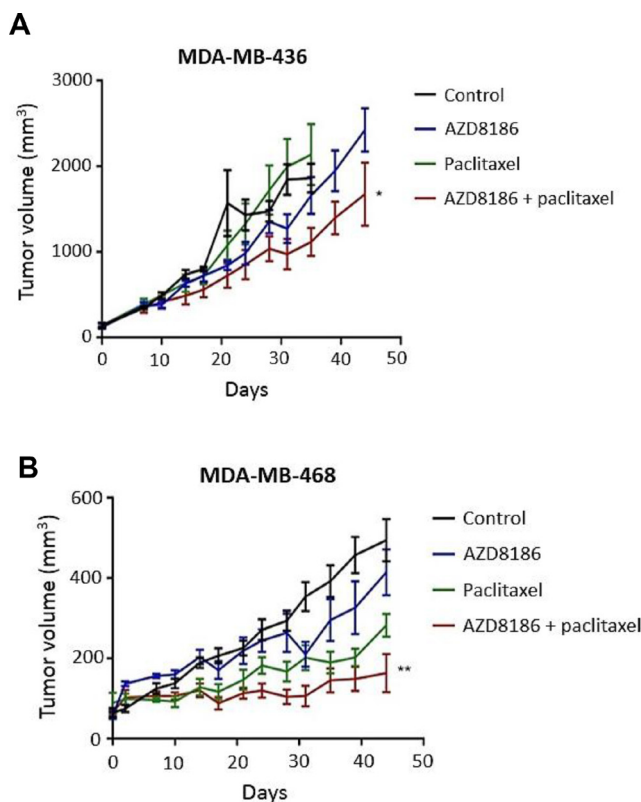 A
MDA-MB-436
3000
2000
1000
0
Tumor volume (mm³)
0 10 20 30 40 50
Days
Control
AZD8186
Paclitaxel
AZD8186 + paclitaxel
*
B
MDA-MB-468
600
400
200
0
Tumor volume (mm³)
0 10 20 30 40 50
Days
Control
AZD8186
Paclitaxel
AZD8186 + paclitaxel
**